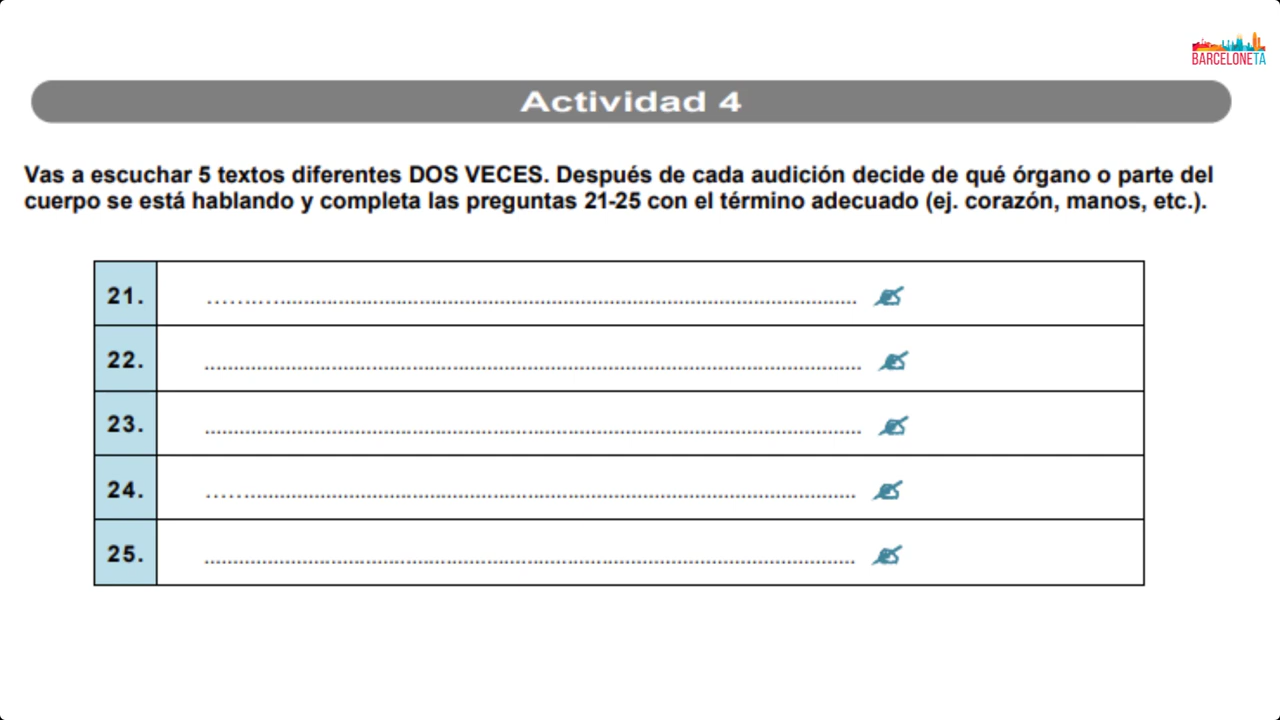 BARCELONETA
Actividad 4
Vas a escuchar 5 textos diferentes DOS VECES. Después de cada audición decide de qué órgano o parte del
cuerpo se está hablando y completa las preguntas 21-25 con el término adecuado (ej. corazón, manos, etc.).
21.
22.
23.
24.
25.